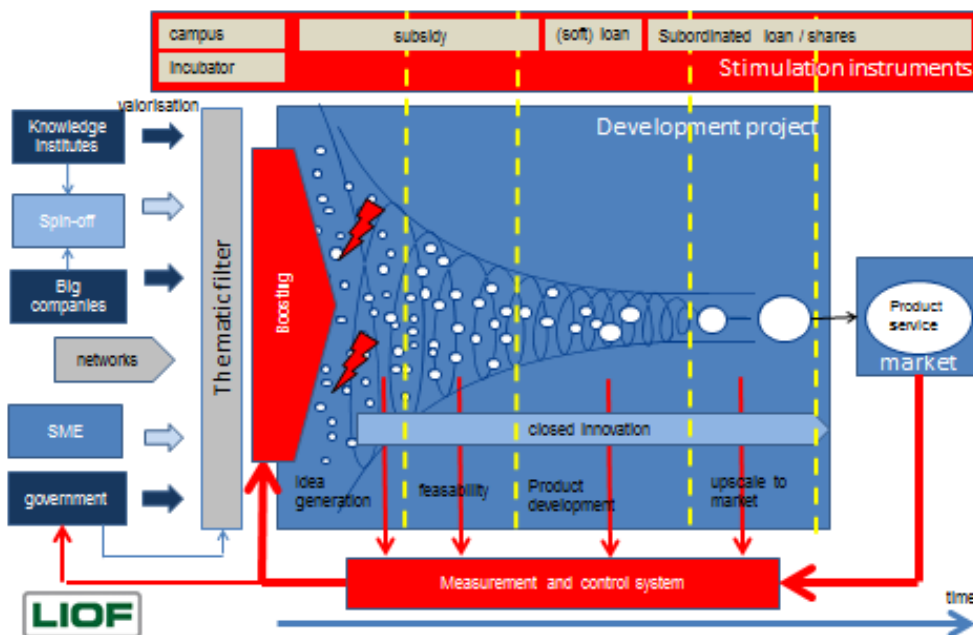 campus
subsidy
(soft) loan
Subordinated loan / shares
incubator
Stimulation instruments
valorisation
Knowledge
institutes
Development project
Spin-off
Big
companies
Thematic filter
Boosting
Product
service
market
networks
SME
closed innovation
government
idea
generation
feasability
Product
development
upscale to
market
Measurement and control system
LIOF
time